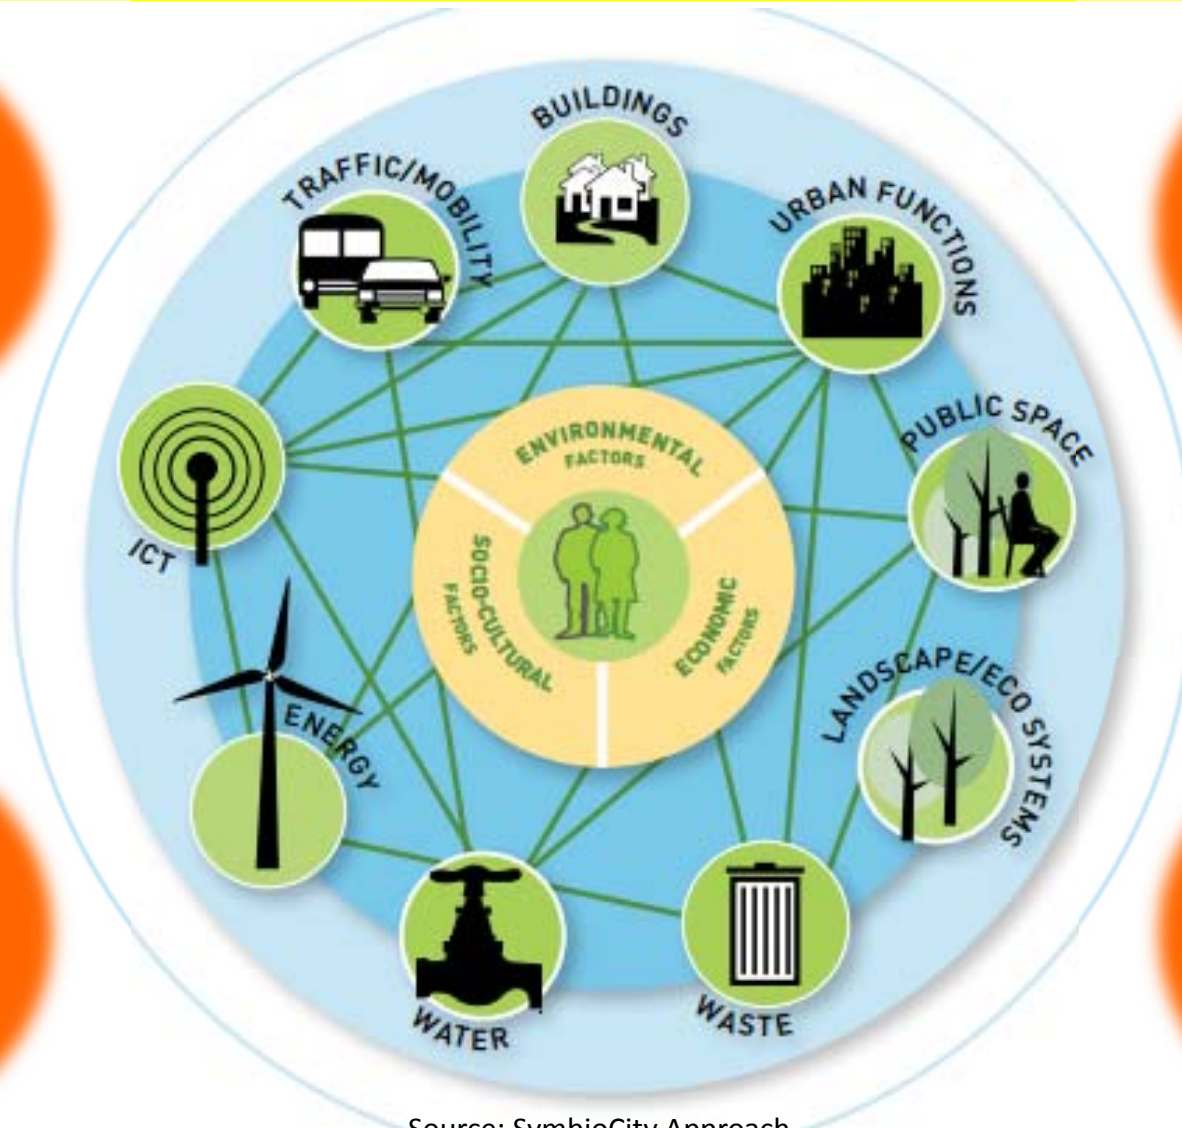 BUILDINGS
TRAFFIC/MOBILITY
URBAN FUNCTIONS
PUBLIC SPACE
ICT
ENVIRONMENTAL
FACTORS
SOCIO-CULTURAL
FACTORS
ECONOMIC
FACTORS
LANDSCAPE/ECO SYSTEMS
ENERGY
WATER
WASTE
Source: SymbioCity Approach